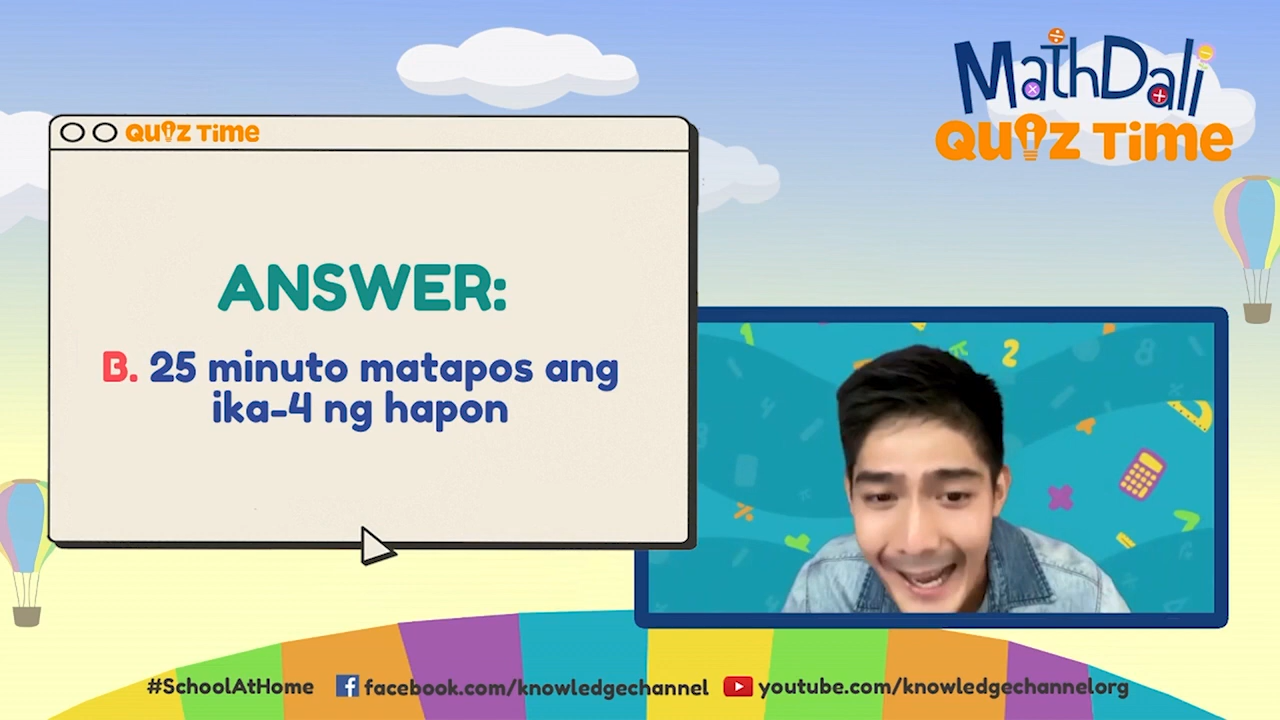 MathDali
QUIZ TIME
QUIZ TIME
ANSWER:
B. 25 minuto matapos ang
ika-4 ng hapon
#SchoolAtHome facebook.com/knowledgechannel youtube.com/knowledgechannelorg